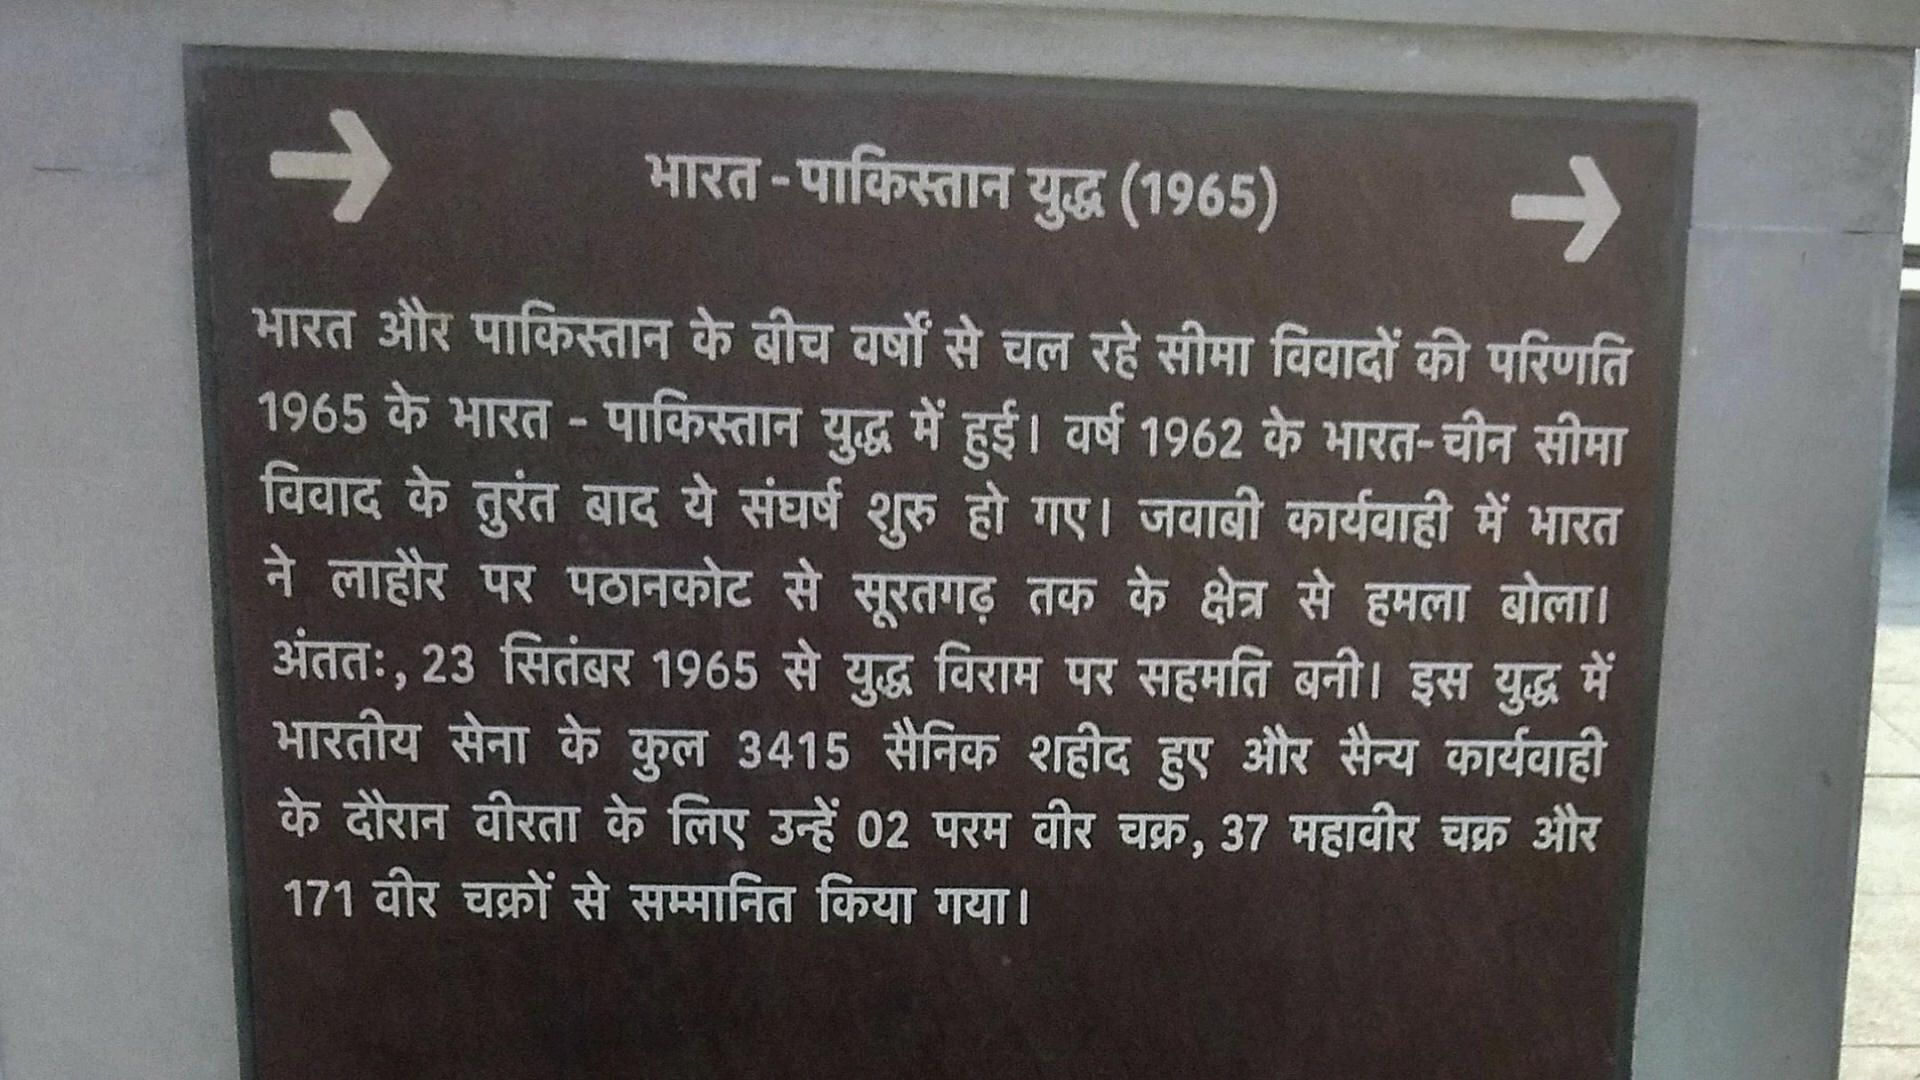 भारत - पाकिस्तान युद्ध (1965)
भारत और पाकिस्तान के बीच वर्षों से चल रहे सीमा विवादों की परिणति
1965 के भारत - पाकिस्तान युद्ध में हुई। वर्ष 1962 के भारत-चीन सीमा
विवाद के तुरंत बाद ये संघर्ष शुरु हो गए। जवाबी कार्यवाही में भारत
ने लाहौर पर पठानकोट से सूरतगढ़ तक के क्षेत्र से हमला बोला।
अंततः, 23 सितंबर 1965 से युद्ध विराम पर सहमति बनी। इस युद्ध में
भारतीय सेना के कुल 3415 सैनिक शहीद हुए और सैन्य कार्यवाही
के दौरान वीरता के लिए उन्हें 02 परम वीर चक्र, 37 महावीर चक्र और
171 वीर चक्रों से सम्मानित किया गया।